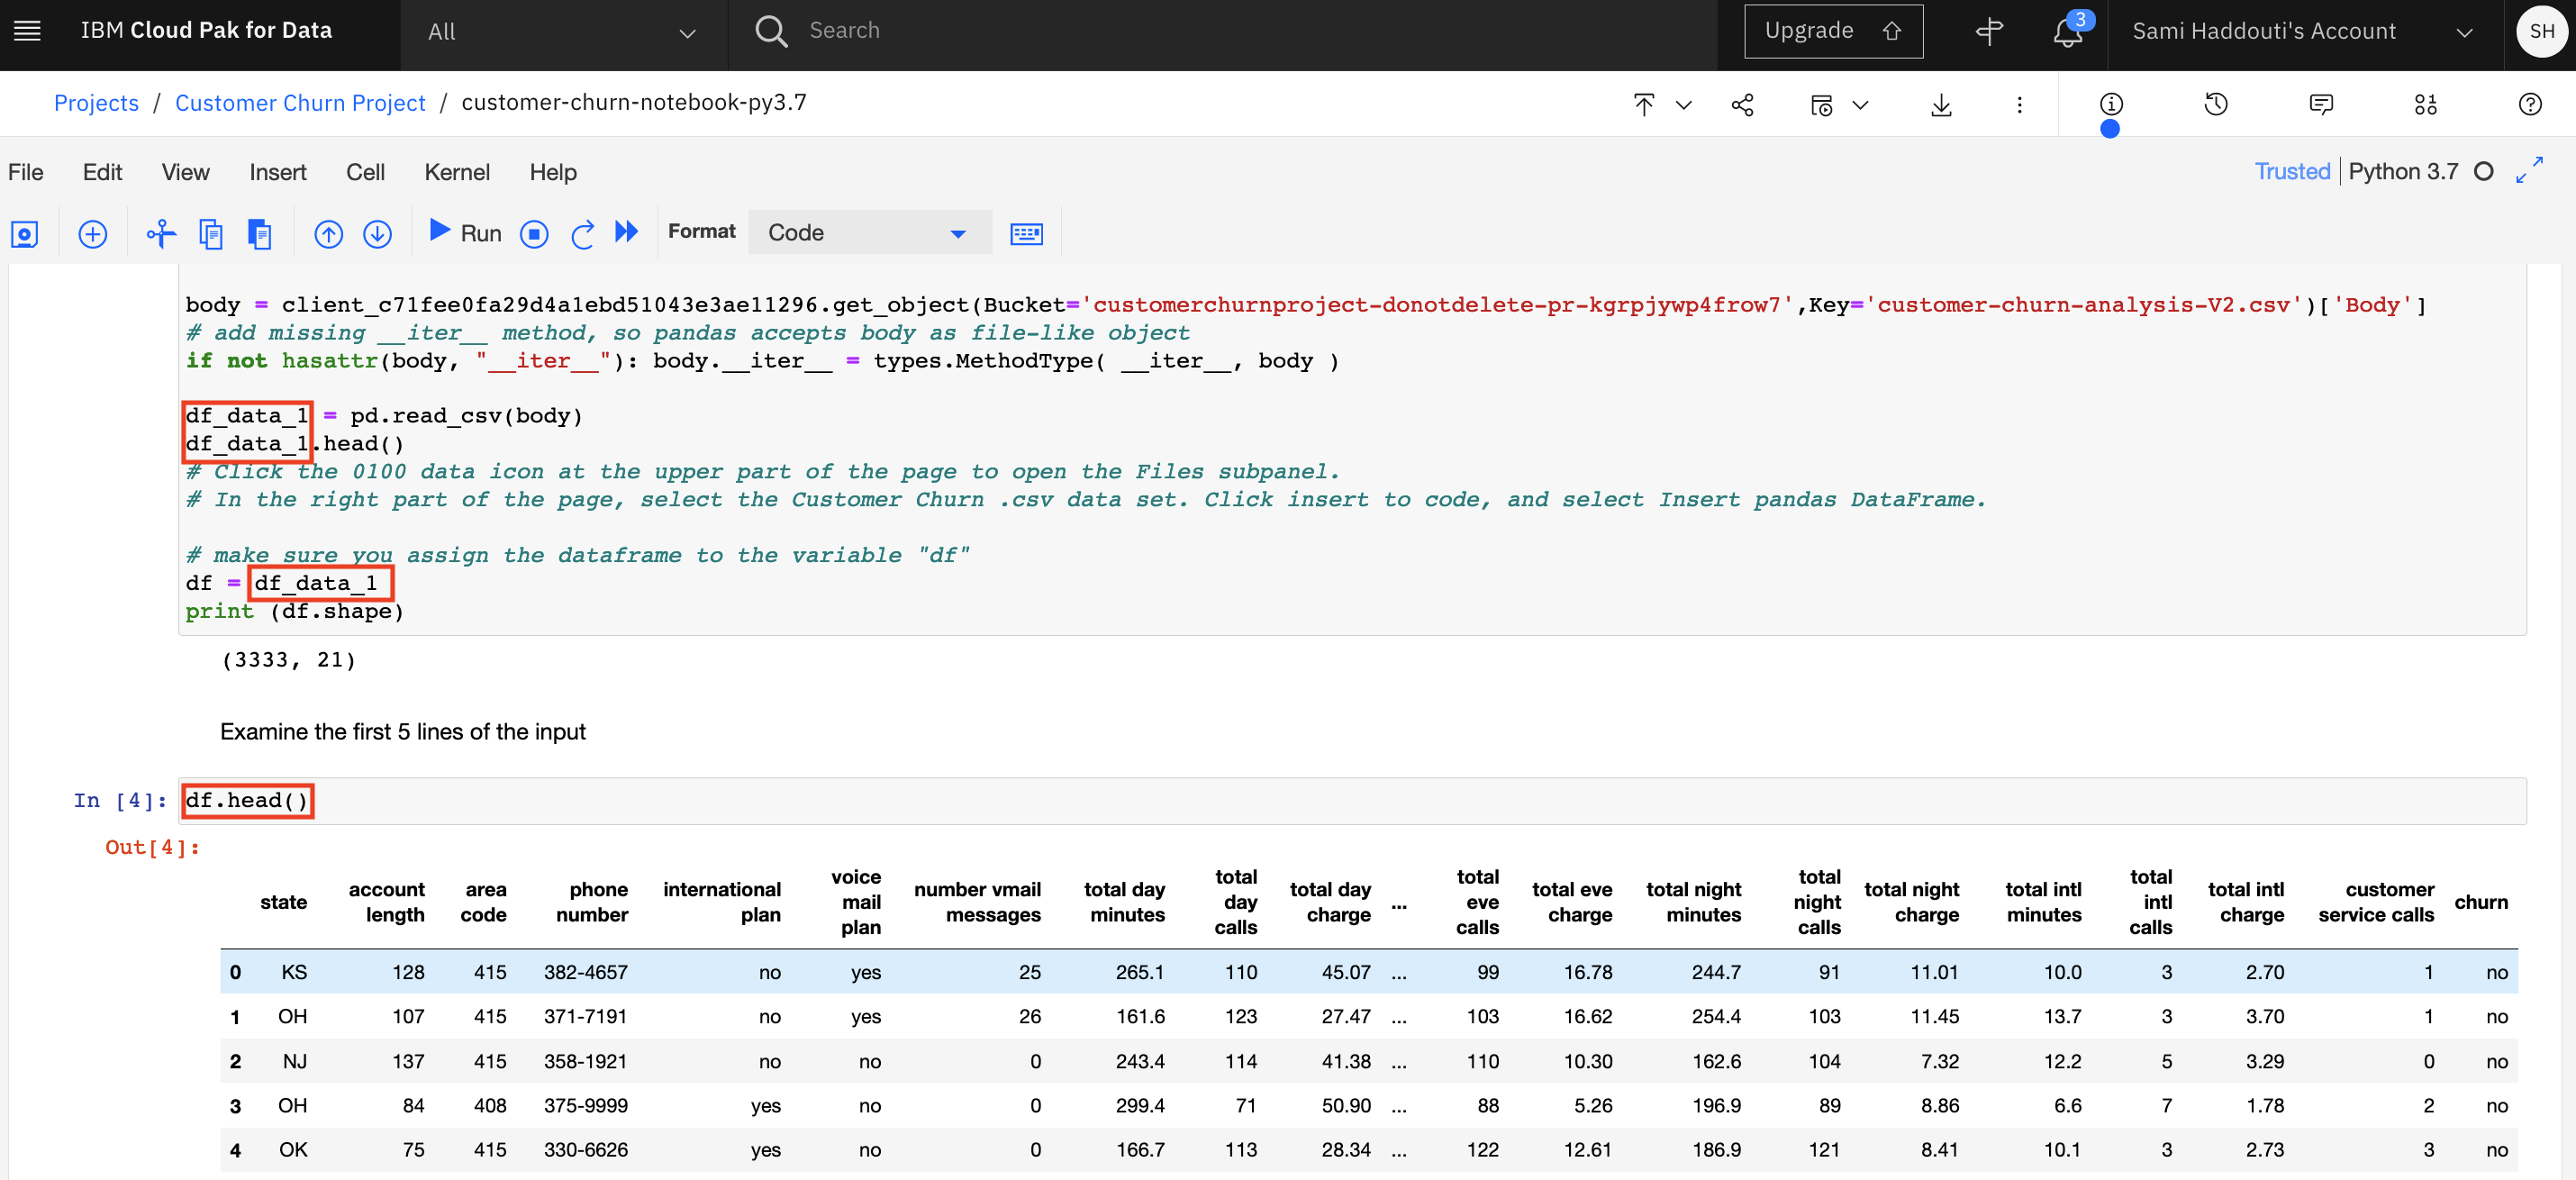 IBM Cloud Pak for Data
All
Search
Upgrade
3
Sami Haddouti's Account
SH
Projects / Customer Churn Project / customer-churn-notebook-py3.7
File Edit View Insert Cell Kernel Help
Trusted | Python 3.7
Run
Format
Code
body = client_c71fee0fa29d4a1ebd51043e3ae11296.get_object(Bucket='customerchurnproject-donotdelete-pr-kgrpjywp4frow7',Key='customer-churn-analysis-V2.csv')['Body']
# add missing __iter__ method, so pandas accepts body as file-like object
if not hasattr(body, "__iter__"): body.__iter__ = types.MethodType( __iter__, body )
df_data_1 = pd.read_csv(body)
df_data_1.head()
# Click the 0100 data icon at the upper part of the page to open the Files subpanel.
# In the right part of the page, select the Customer Churn .csv data set. Click insert to code, and select Insert pandas DataFrame.
# make sure you assign the dataframe to the variable "df"
df = df_data_1
print (df.shape)
(3333, 21)
Examine the first 5 lines of the input
In [4]: df.head()
Out[4]:
state account length area code phone number international plan voice mail plan number vmail messages total day minutes total day calls total day charge ... total eve calls total eve charge total night minutes total night calls total night charge total intl minutes total intl calls total intl charge customer service calls churn
0 KS 128 415 382-4657 no yes 25 265.1 110 45.07 ... 99 16.78 244.7 91 11.01 10.0 3 2.70 1 no
1 OH 107 415 371-7191 no yes 26 161.6 123 27.47 ... 103 16.62 254.4 103 11.45 13.7 3 3.70 1 no
2 NJ 137 415 358-1921 no no 0 243.4 114 41.38 ... 110 10.30 162.6 104 7.32 12.2 5 3.29 0 no
3 OH 84 408 375-9999 yes no 0 299.4 71 50.90 ... 88 5.26 196.9 89 8.86 6.6 7 1.78 2 no
4 OK 75 415 330-6626 yes no 0 166.7 113 28.34 ... 122 12.61 186.9 121 8.41 10.1 3 2.73 3 no